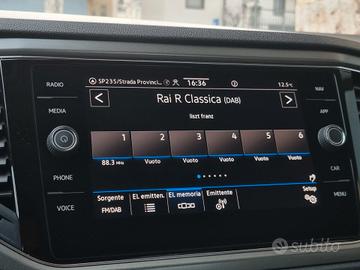 RADIO
MEDIA
PHONE
VOICE
SP235/Strada Provinci...
16:36
12.5°c
Rai R Classica (DAB)
liszt franz
1 2 3 4 5 6
88.3 MHz Vuoto Vuoto Vuoto Vuoto Vuoto
Sorgente
FM/DAB
El. emitten.
El. memoria
Emittente
Setup
NAV
APP
CAR
MENU
subito